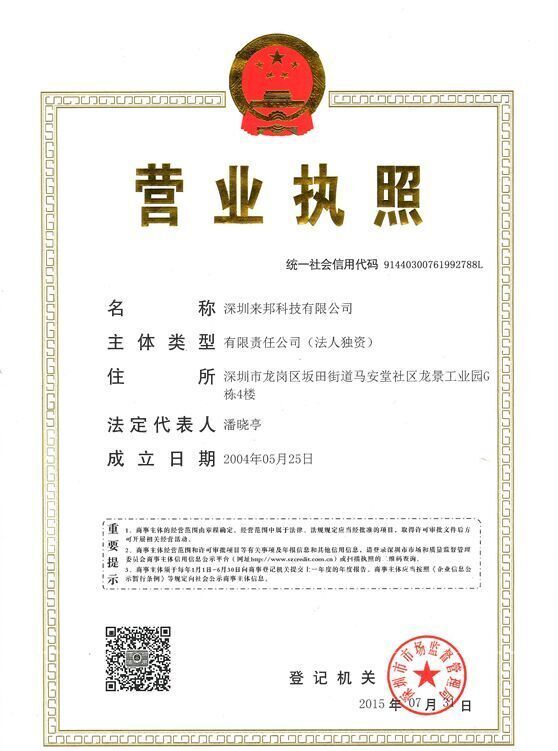 营业执照
统一社会信用代码 91440300761992788L
名称 深圳来邦科技有限公司
主体类型 有限责任公司（法人独资）
住所 深圳市龙岗区坂田街道马安堂社区龙景工业园G
栋4楼
法定代表人 潘晓亭
成立日期 2004年05月25日
重要提示
1．商事主体的经营范围由章程确定。经营范围中属于法律、法规规定应当经批准的项目，取得许可审批文件后方
可开展相关经营活动。
2．商事主体经营范围和许可审批项目等有关事项及年报信息和其他信用信息，请登录深圳市市场和质量监督管理
委员会商事主体信用信息公示平台（网址http://www.szcredit.com.cn）或扫描执照的二维码查询。
3．商事主体须于每年1月1日-6月30日向商事登记机关提交上一年度的年度报告。商事主体应当按照《企业信息公
示暂行条例》等规定向社会公示商事主体信息。
登记机关
深圳市市场监督管理局
2015年07月31日